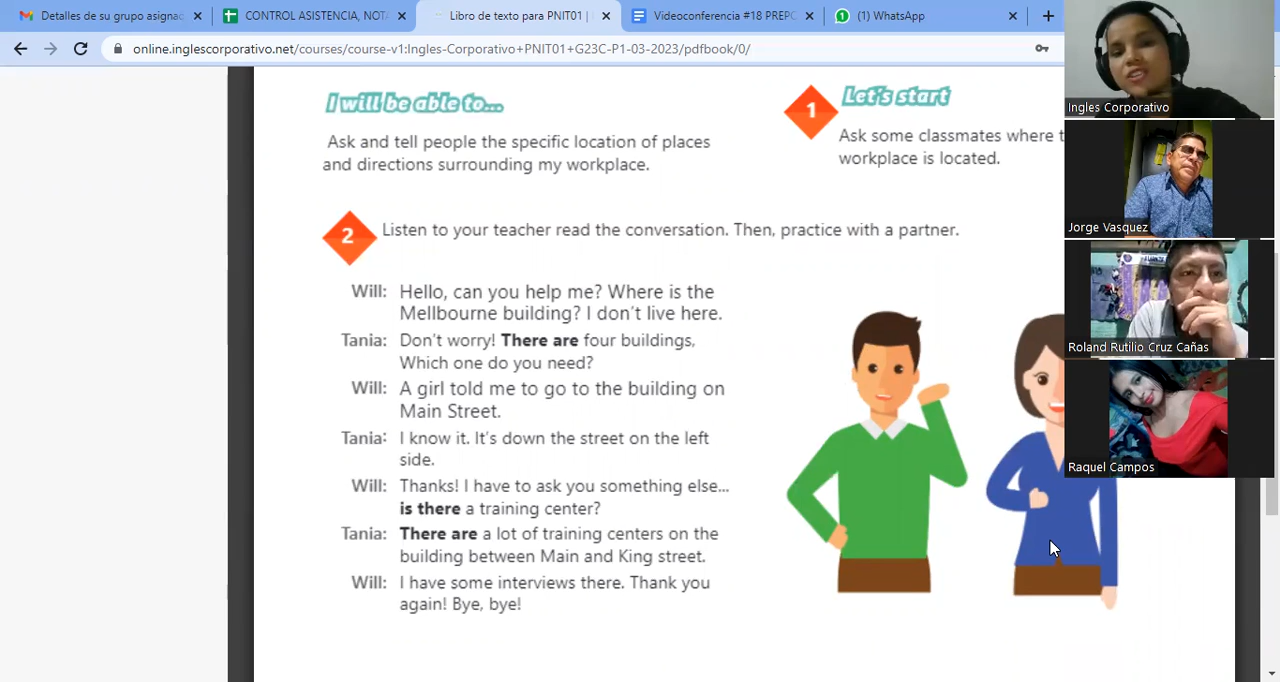 Detalles de su grupo asignac
CONTROL ASISTENCIA, NOTA
Libro de texto para PNIT01 |
Videoconferencia #18 PREPC
(1) WhatsApp
online.inglescorporativo.net/courses/course-v1:Ingles-Corporativo+PNIT01+G23C-P1-03-2023/pdfbook/0/
I will be able to...
Ask and tell people the specific location of places
and directions surrounding my workplace.
1
Let's start
Ask some classmates where t
workplace is located.
2
Listen to your teacher read the conversation. Then, practice with a partner.
Will: Hello, can you help me? Where is the
Mellbourne building? I don't live here.
Tania: Don't worry! There are four buildings,
which do you need?
Will: A girl told me to go to the building on
Main Street.
Tania: I know it. It's down the street on the left
side.
Will: Thanks! I have to ask you something else...
is there a training center?
Tania: There are a lot of training centers on the
building between Main and King street.
Will: I have some interviews there. Thank you
again! Bye, bye!
Ingles Corporativo
Jorge Vasquez
Roland Rutilio Cruz Cañas
Raquel Campos